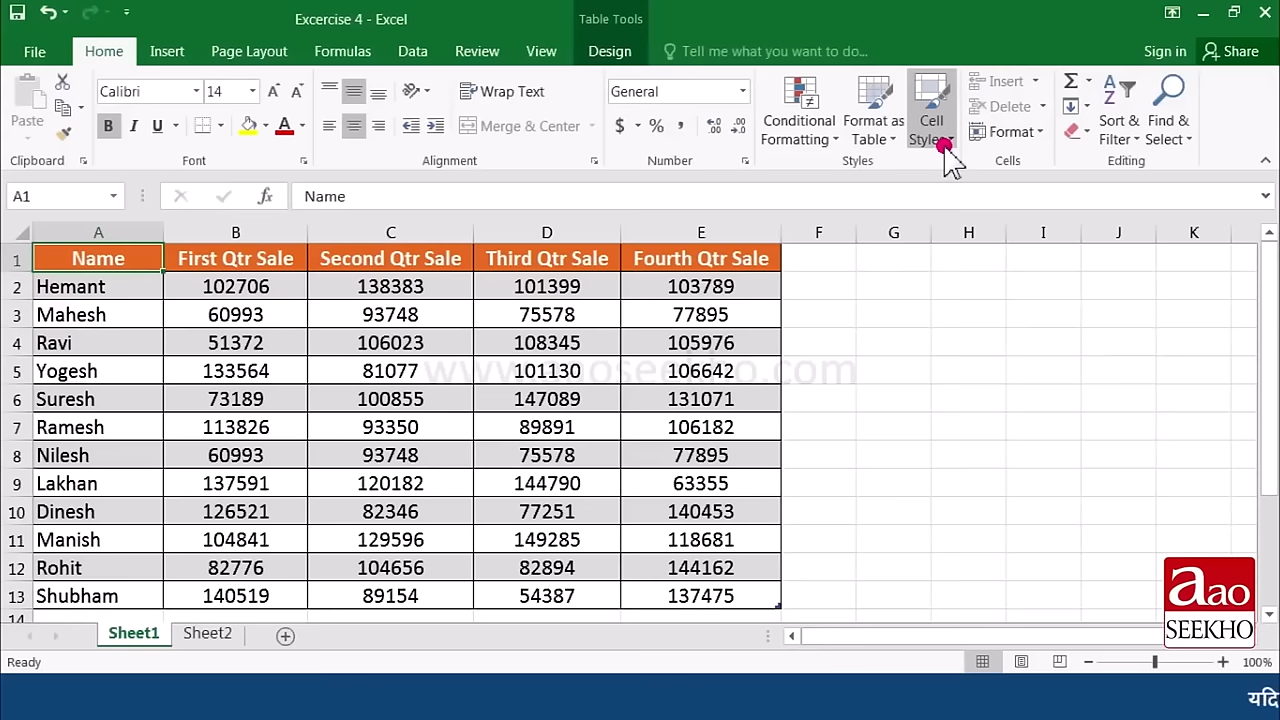 Excercise 4 - Excel
Table Tools
File Home Insert Page Layout Formulas Data Review View Design Tell me what you want to do... Sign in Share
Paste
Clipboard
Calibri 14
B I U A
Font
Wrap Text
Merge & Center
Alignment
General
$ % ,
Number
Conditional Formatting
Format as Table
Cell Styles
Styles
Insert
Delete
Format
Cells
Sort & Filter
Find & Select
Editing
A1 fx Name
A B C D E F G H I J K
1 Name First Qtr Sale Second Qtr Sale Third Qtr Sale Fourth Qtr Sale
2 Hemant 102706 138383 101399 103789
3 Mahesh 60993 93748 75578 77895
4 Ravi 51372 106023 108345 105976
5 Yogesh 133564 81077 101130 106642
www.aaoseekho.com
6 Suresh 73189 100855 147089 131071
7 Ramesh 113826 93350 89891 106182
8 Nilesh 60993 93748 75578 77895
9 Lakhan 137591 120182 144790 63355
10 Dinesh 126521 82346 77251 140453
11 Manish 104841 129596 149285 118681
12 Rohit 82776 104656 82894 144162
13 Shubham 140519 89154 54387 137475
14
aao
SEEKHO
Sheet1 Sheet2
Ready 100%
यदि